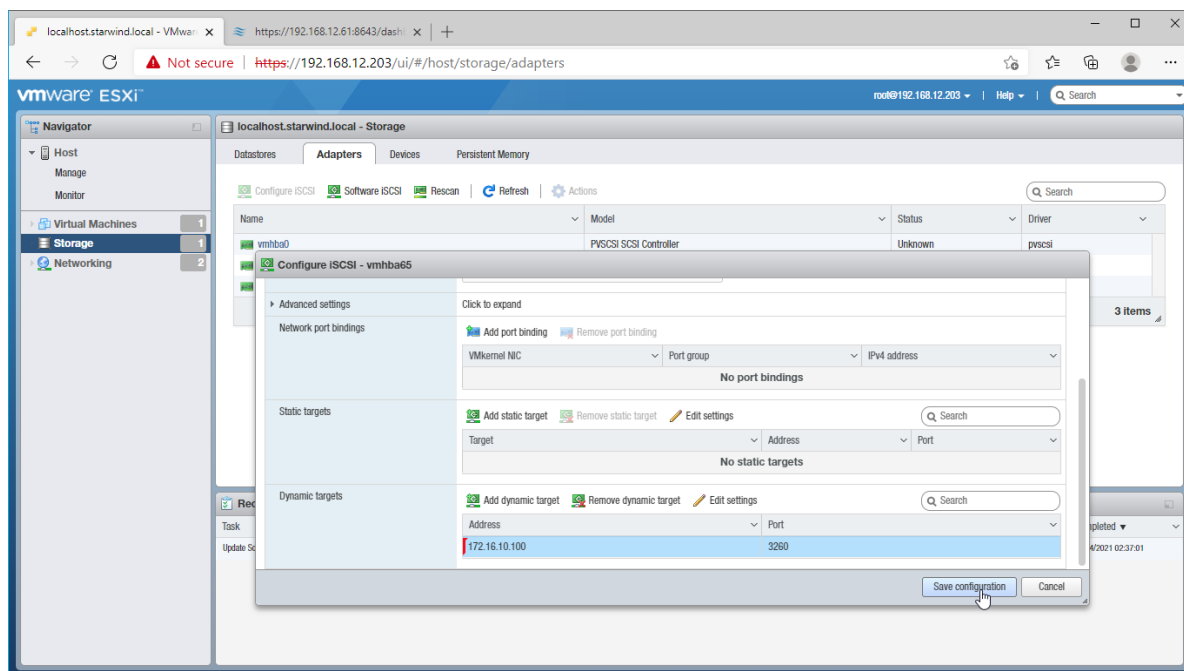 localhost.starwind.local - VMwar
https://192.168.12.61:8643/dash
Not secure | https://192.168.12.203/ui/#/host/storage/adapters
vmware ESXi™
root@192.168.12.203 | Help | Search
Navigator
localhost.starwind.local - Storage
Host
Manage
Monitor
Virtual Machines 1
Storage 1
Networking 2
Datastores Adapters Devices Persistent Memory
Configure iSCSI Software iSCSI Rescan | Refresh | Actions
Search
Name Model Status Driver
vmhba0 PVSCSI SCSI Controller Unknown pvscsi
3 items
Configure iSCSI - vmhba65
Advanced settings Click to expand
Network port bindings Add port binding Remove port binding
VMkernel NIC Port group IPv4 address
No port bindings
Static targets Add static target Remove static target Edit settings Search
Target Address Port
No static targets
Dynamic targets Add dynamic target Remove dynamic target Edit settings Search
Address Port
172.16.10.100 3260
Save configuration Cancel
Rec
Task
Update Sc
pleted
/2021 02:37:01